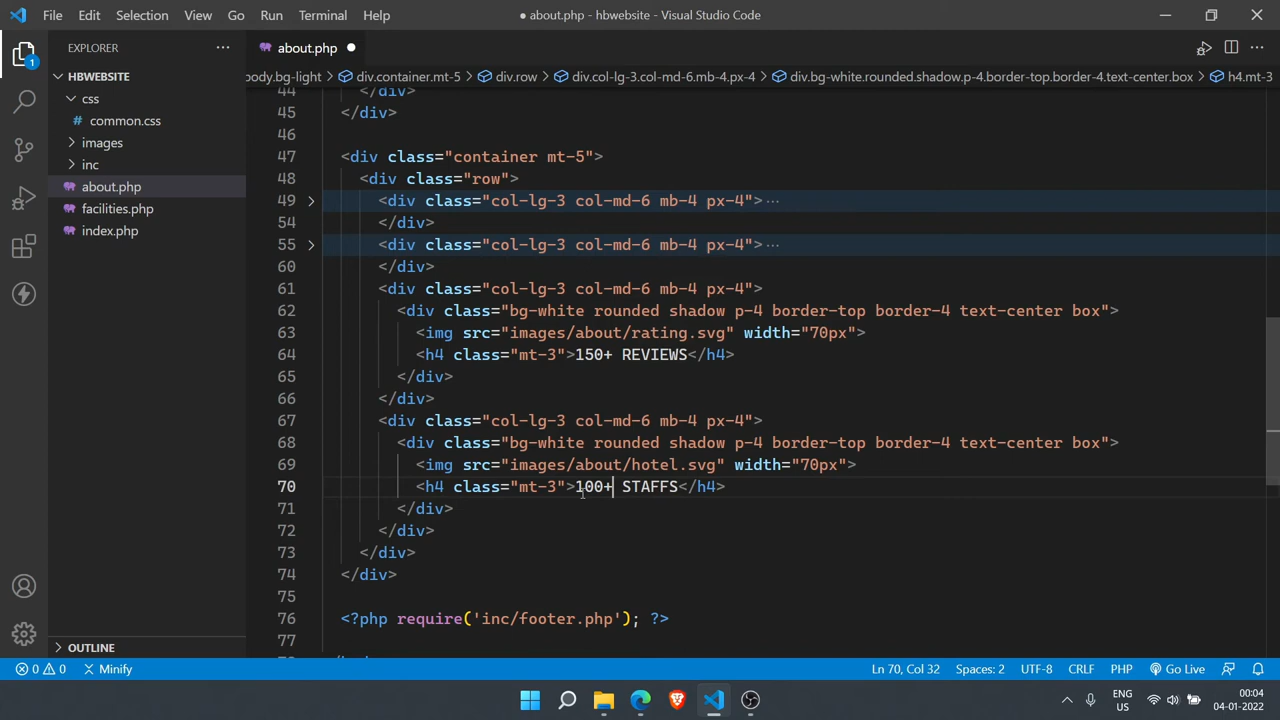 File Edit Selection View Go Run Terminal Help
● about.php - hbwebsite - Visual Studio Code
EXPLORER
1
HBWEBSITE
css
# common.css
images
inc
about.php
facilities.php
index.php
OUTLINE
about.php
body.bg-light > div.container.mt-5 > div.row > div.col-lg-3.col-md-6.mb-4.px-4 > div.bg-white.rounded.shadow.p-4.border-top.border-4.text-center.box > h4.mt-3
44 </div>
45 </div>
46
47 <div class="container mt-5">
48 <div class="row">
49 <div class="col-lg-3 col-md-6 mb-4 px-4">···
54 </div>
55 <div class="col-lg-3 col-md-6 mb-4 px-4">···
60 </div>
61 <div class="col-lg-3 col-md-6 mb-4 px-4">
62 <div class="bg-white rounded shadow p-4 border-top border-4 text-center box">
63 <img src="images/about/rating.svg" width="70px">
64 <h4 class="mt-3">150+ REVIEWS</h4>
65 </div>
66 </div>
67 <div class="col-lg-3 col-md-6 mb-4 px-4">
68 <div class="bg-white rounded shadow p-4 border-top border-4 text-center box">
69 <img src="images/about/hotel.svg" width="70px">
70 <h4 class="mt-3">100+ STAFFS</h4>
71 </div>
72 </div>
73 </div>
74 </div>
75
76 <?php require('inc/footer.php'); ?>
77
0 0 Minify
Ln 70, Col 32 Spaces: 2 UTF-8 CRLF PHP Go Live
ENG
US
00:04
04-01-2022